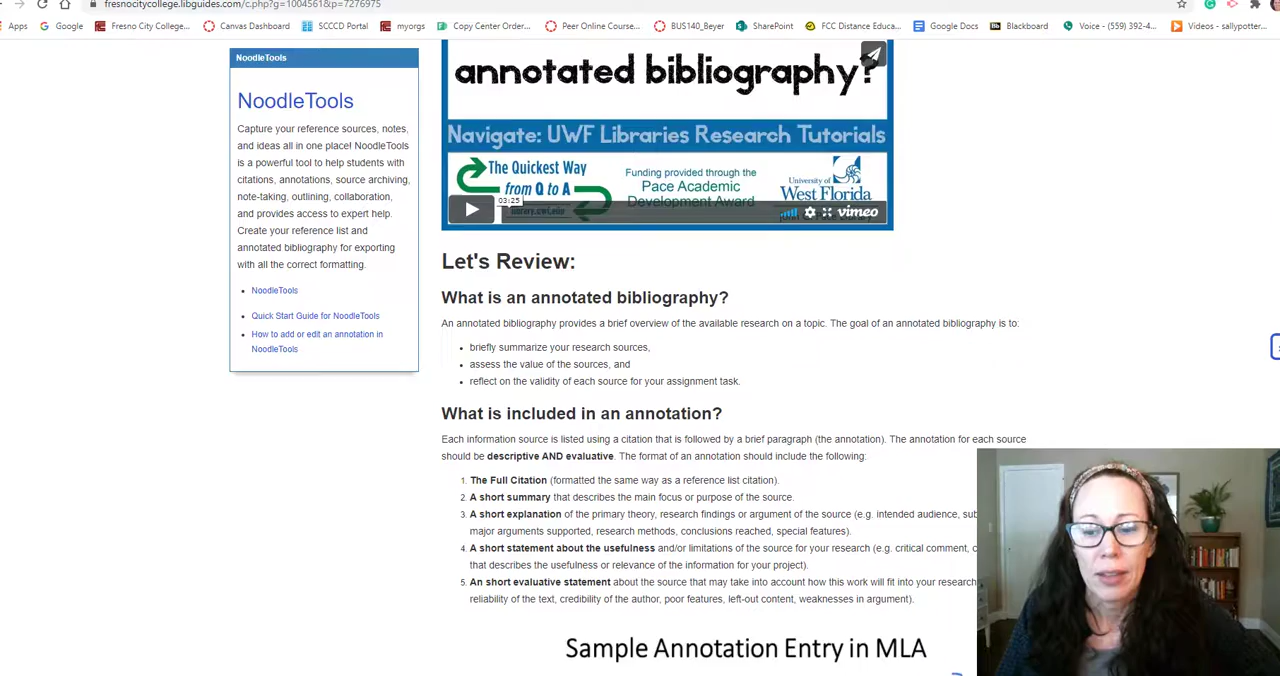 fresnocitycollege.libguides.com/c.php?g=1004561&p=7276975
Apps Google Fresno City College... Canvas Dashboard SCCCD Portal myorgs Copy Center Order... Peer Online Course... BUS140_Beyer SharePoint FCC Distance Educa... Google Docs Blackboard Voice - (559) 392-4... Videos - sallypotter...
NoodleTools
NoodleTools
Capture your reference sources, notes,
and ideas all in one place! NoodleTools
is a powerful tool to help students with
citations, annotations, source archiving,
note-taking, outlining, collaboration,
and provides access to expert help.
Create your reference list and
annotated bibliography for exporting
with all the correct formatting.
NoodleTools
Quick Start Guide for NoodleTools
How to add or edit an annotation in
NoodleTools
annotated bibliography?
Navigate: UWF Libraries Research Tutorials
The Quickest Way
from Q to A
library.uwf.edu
Funding provided through the
Pace Academic
Development Award
University of
West Florida
03:25
vimeo
Let's Review:
What is an annotated bibliography?
An annotated bibliography provides a brief overview of the available research on a topic. The goal of an annotated bibliography is to:
• briefly summarize your research sources,
• assess the value of the sources, and
• reflect on the validity of each source for your assignment task.
What is included in an annotation?
Each information source is listed using a citation that is followed by a brief paragraph (the annotation). The annotation for each source
should be descriptive AND evaluative. The format of an annotation should include the following:
1. The Full Citation (formatted the same way as a reference list citation).
2. A short summary that describes the main focus or purpose of the source.
3. A short explanation of the primary theory, research findings or argument of the source (e.g. intended audience, sub
major arguments supported, research methods, conclusions reached, special features).
4. A short statement about the usefulness and/or limitations of the source for your research (e.g. critical comment, c
that describes the usefulness or relevance of the information for your project).
5. An short evaluative statement about the source that may take into account how this work will fit into your research
reliability of the text, credibility of the author, poor features, left-out content, weaknesses in argument).
Sample Annotation Entry in MLA